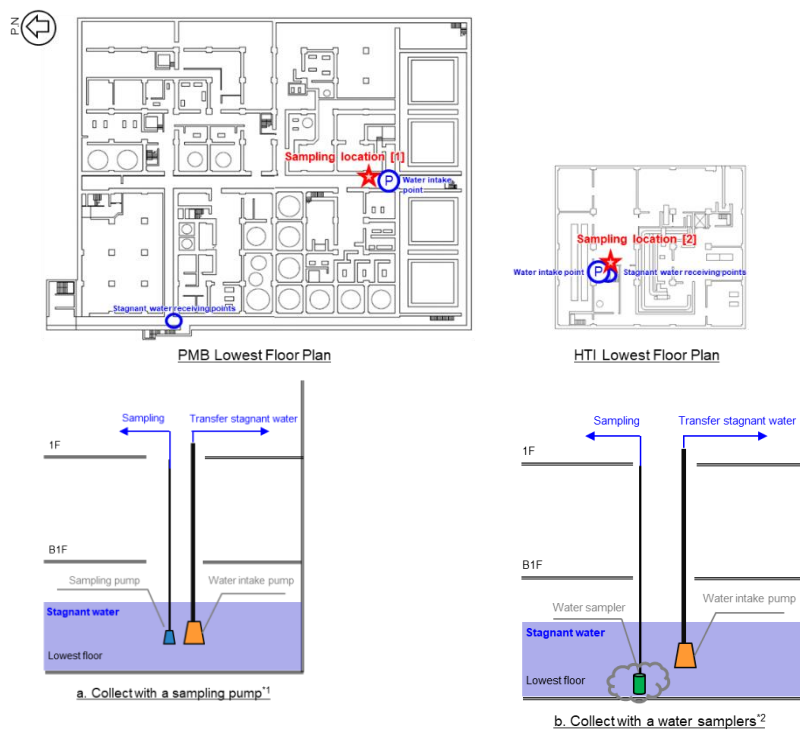 P.N
Sampling location [1]
P
Water intake
point
Stagnant water receiving points
PMB Lowest Floor Plan
Sampling location [2]
Water intake point
P
Stagnant water receiving points
HTI Lowest Floor Plan
Sampling
Transfer stagnant water
1F
B1F
Sampling pump
Water intake pump
Stagnant water
Lowest floor
a. Collect with a sampling pump*1
Sampling
Transfer stagnant water
1F
B1F
Water sampler
Water intake pump
Stagnant water
Lowest floor
b. Collect with a water samplers*2